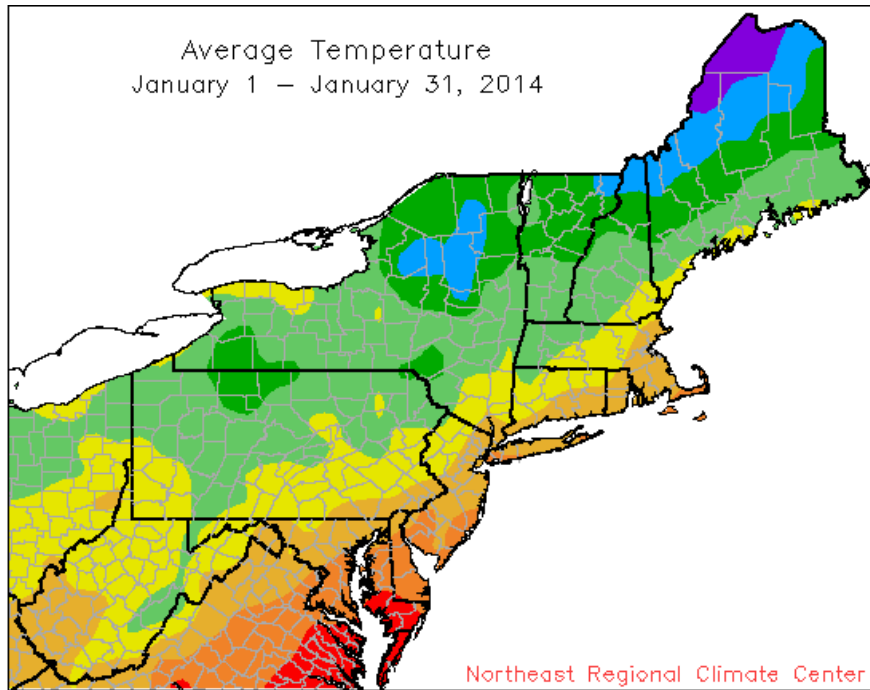 Average Temperature
January 1 – January 31, 2014
Northeast Regional Climate Center